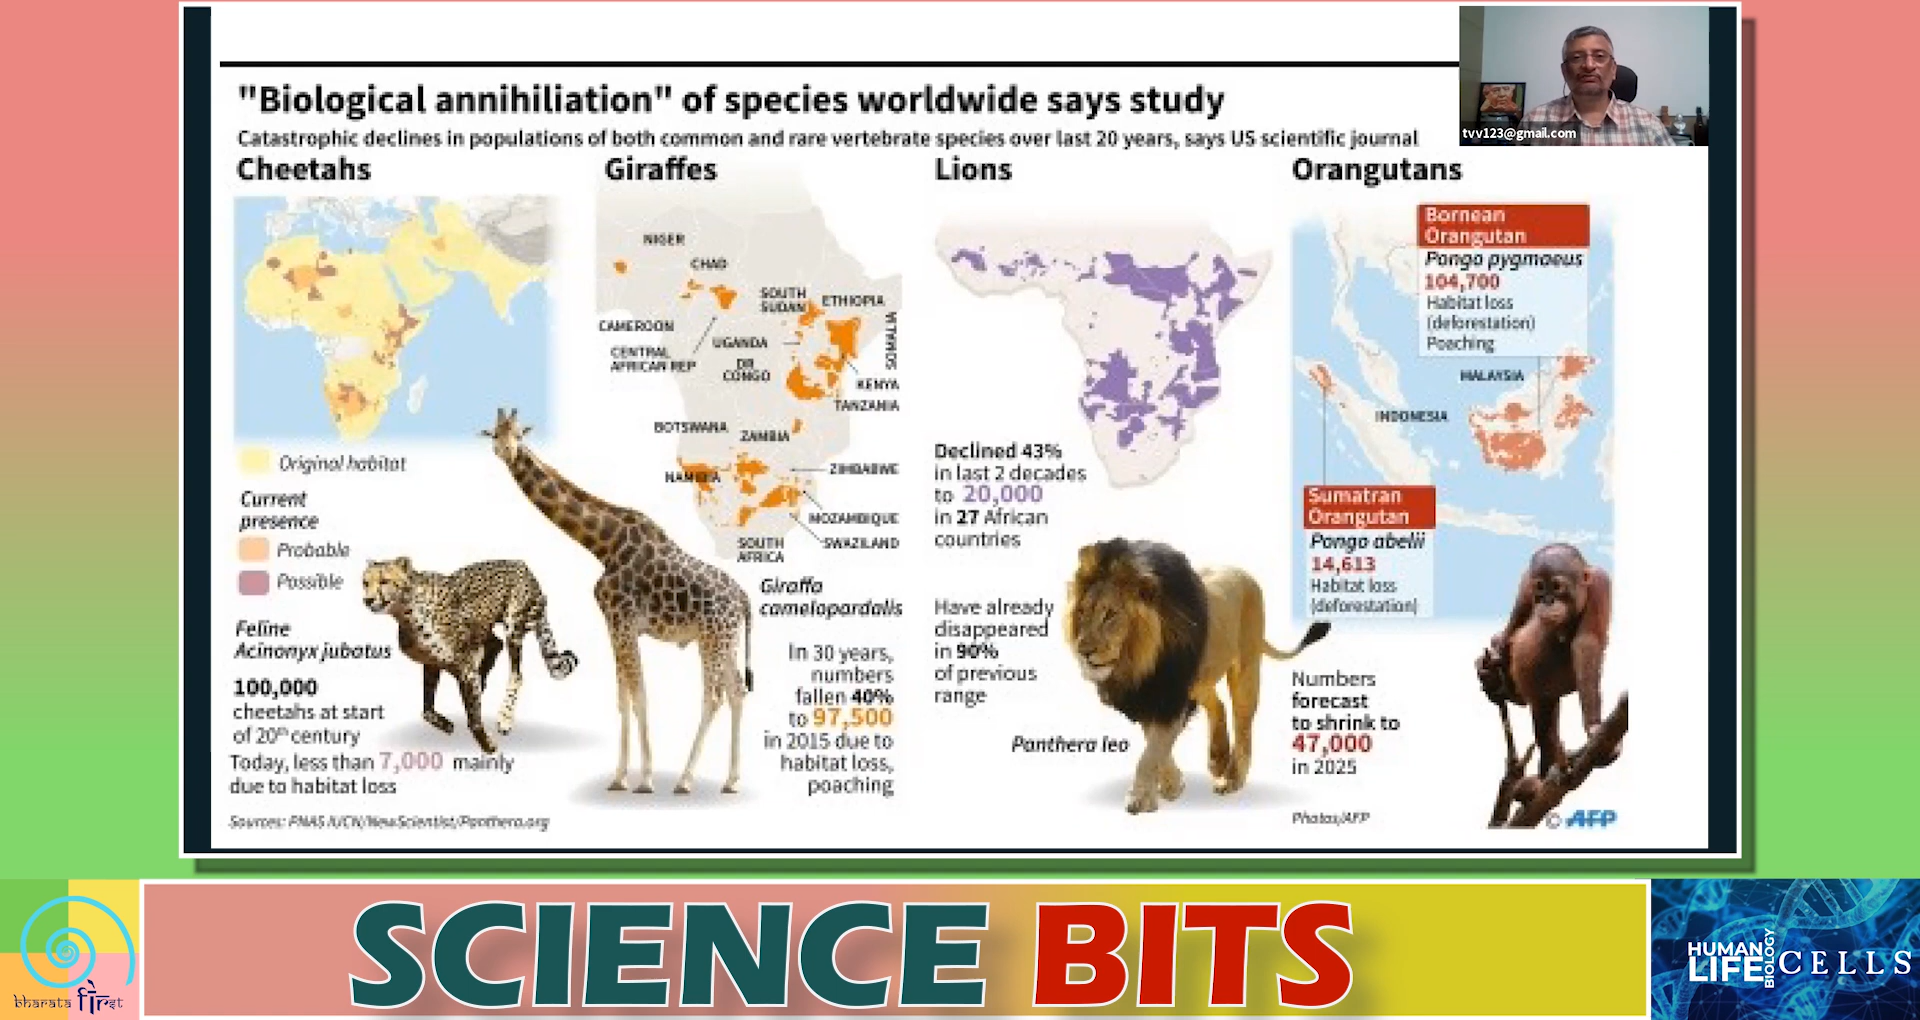 "Biological annihiliation" of species worldwide says study
Catastrophic declines in populations of both common and rare vertebrate species over last 20 years, says US scientific journal
tvv123@gmail.com
Cheetahs
Original habitat
Current
presence
Probable
Possible
Feline
Acinonyx jubatus
100,000
cheetahs at start
of 20th century
Today, less than 7,000 mainly
due to habitat loss
Sources: PNAS IUCN/NewScientist/Panthera.org
Giraffes
NIGER
CHAD
SOUTH
SUDAN
ETHIOPIA
SOMALIA
CAMEROON
CENTRAL
AFRICAN REP
UGANDA
DR
CONGO
KENYA
TANZANIA
BOTSWANA
ZAMBIA
NAMIBIA
ZIMBABWE
MOZAMBIQUE
SWAZILAND
SOUTH
AFRICA
Giraffa
camelopardalis
In 30 years,
numbers
fallen 40%
to 97,500
in 2015 due to
habitat loss,
poaching
Lions
Declined 43%
in last 2 decades
to 20,000
in 27 African
countries
Have already
disappeared
in 90%
of previous
range
Panthera leo
Orangutans
Bornean
Orangutan
Pongo pygmaeus
104,700
Habitat loss
(deforestation)
Poaching
MALAYSIA
INDONESIA
Sumatran
Orangutan
Pongo abelii
14,613
Habitat loss
(deforestation)
Numbers
forecast
to shrink to
47,000
in 2025
Photos/AFP
© AFP
SCIENCE BITS
bharata first
HUMAN
LIFE
BIOLOGY
CELLS